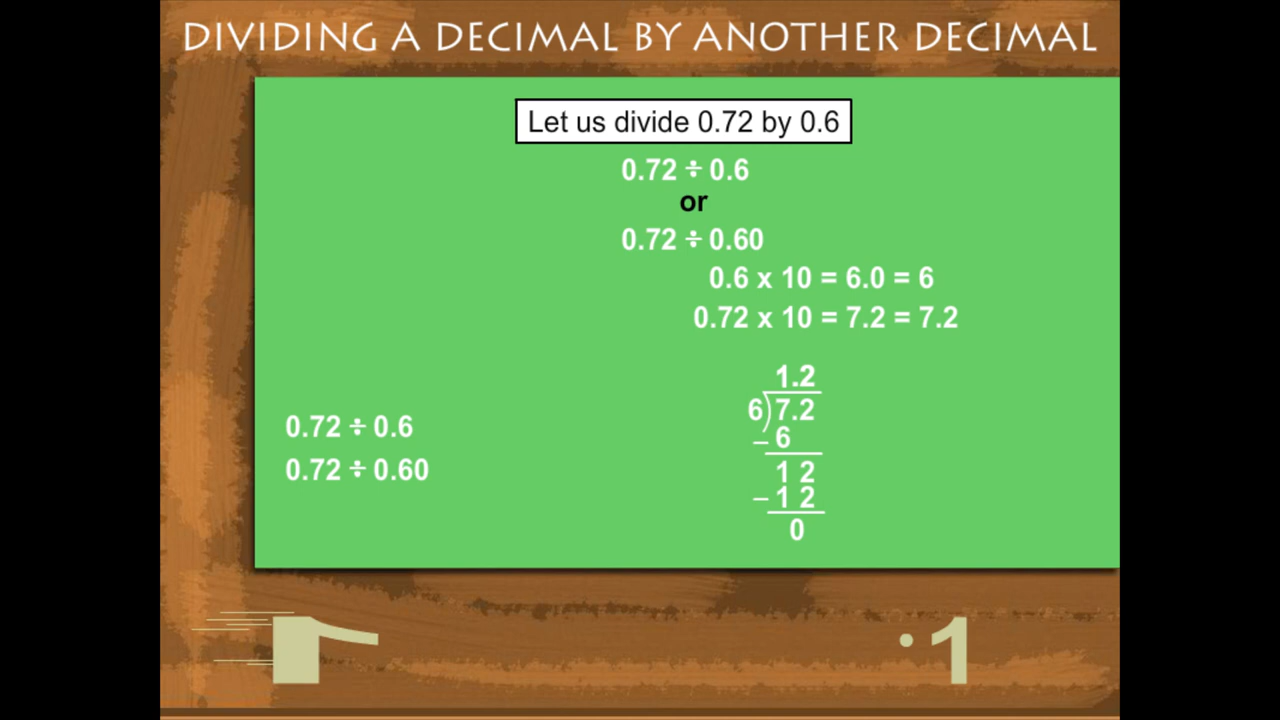 DIVIDING A DECIMAL BY ANOTHER DECIMAL
Let us divide 0.72 by 0.6
0.72 ÷ 0.6
or
0.72 ÷ 0.60
0.6 x 10 = 6.0 = 6
0.72 x 10 = 7.2 = 7.2
1.2
6)7.2
–6
1 2
–1 2
0
0.72 ÷ 0.6
0.72 ÷ 0.60
.1